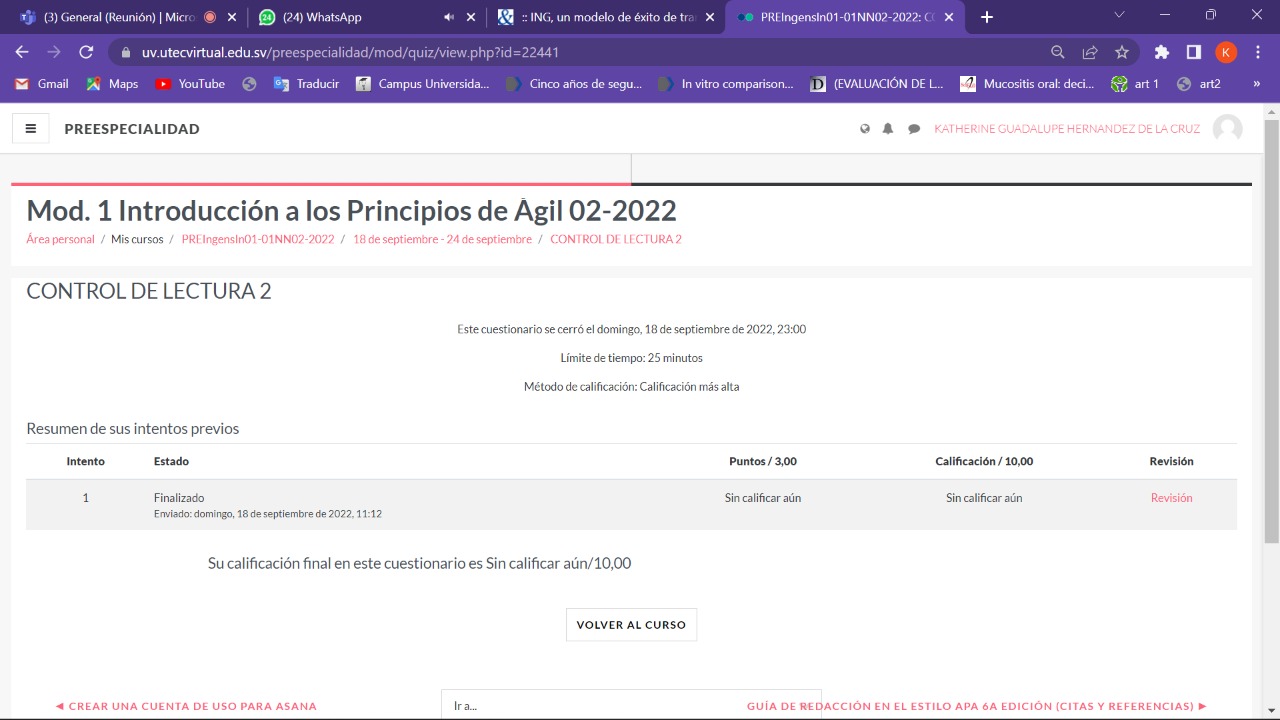 (3) General (Reunión) | Micro
(24) WhatsApp
:: ING, un modelo de éxito de tra
PREIngensIn01-01NN02-2022: CO
uv.utecvirtual.edu.sv/preespecialidad/mod/quiz/view.php?id=22441
K
Gmail
Maps
YouTube
Traducir
Campus Universida...
Cinco años de segu...
In vitro comparison...
(EVALUACIÓN DE L...
Mucositis oral: deci...
art 1
art2
»
PREESPECIALIDAD
KATHERINE GUADALUPE HERNANDEZ DE LA CRUZ
Mod. 1 Introducción a los Principios de Ágil 02-2022
Área personal / Mis cursos / PREIngensIn01-01NN02-2022 / 18 de septiembre - 24 de septiembre / CONTROL DE LECTURA 2
CONTROL DE LECTURA 2
Este cuestionario se cerró el domingo, 18 de septiembre de 2022, 23:00
Límite de tiempo: 25 minutos
Método de calificación: Calificación más alta
Resumen de sus intentos previos
Intento Estado Puntos / 3,00 Calificación / 10,00 Revisión
1 Finalizado Sin calificar aún Sin calificar aún Revisión
Enviado: domingo, 18 de septiembre de 2022, 11:12
Su calificación final en este cuestionario es Sin calificar aún/10,00
VOLVER AL CURSO
◄ CREAR UNA CUENTA DE USO PARA ASANA
Ir a...
GUÍA DE REDACCIÓN EN EL ESTILO APA 6A EDICIÓN (CITAS Y REFERENCIAS) ►